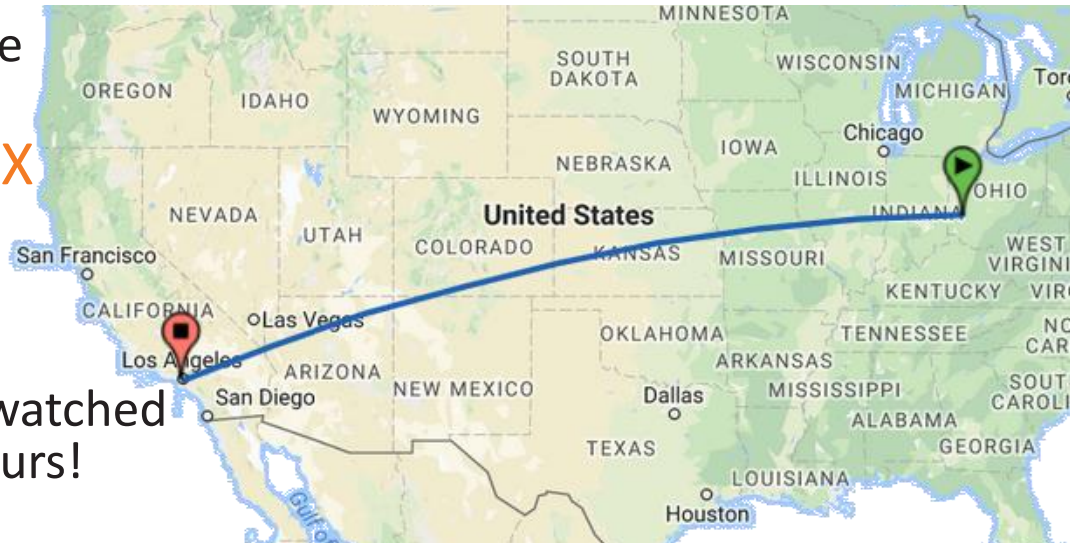 e
X
watched
urs!
MINNESOTA
SOUTH
DAKOTA
WISCONSIN
OREGON
IDAHO
MICHIGAN
Tor
WYOMING
Chicago
IOWA
NEBRASKA
ILLINOIS
OHIO
NEVADA
United States
INDIANA
UTAH
COLORADO
KANSAS
MISSOURI
WEST
VIRGINI
San Francisco
KENTUCKY
VIR
CALIFORNIA
Las Vegas
OKLAHOMA
TENNESSEE
NO
CAR
Los Angeles
ARIZONA
NEW MEXICO
ARKANSAS
San Diego
Dallas
MISSISSIPPI
SOUT
CAROLI
ALABAMA
TEXAS
GEORGIA
LOUISIANA
Houston
Gulf of